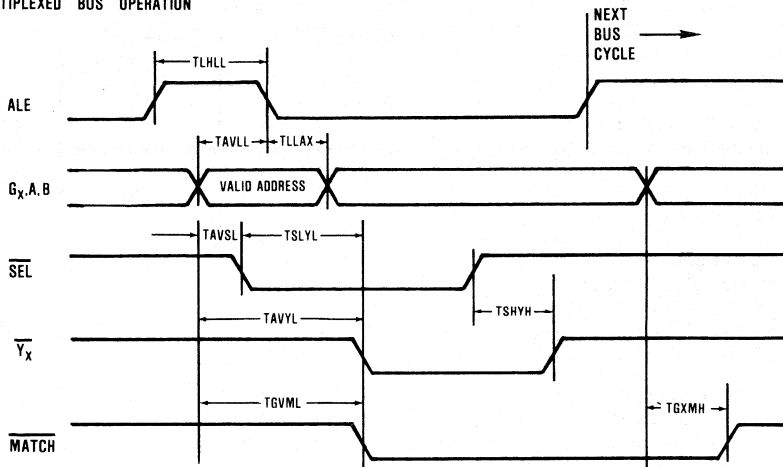 TIPLEXED BUS OPERATION
NEXT
BUS
CYCLE
TLHLL
ALE
TAVLL TLLAX
Gx,A,B VALID ADDRESS
TAVSL TSLYL
SEL
TSHYH
TAVYL
Yx
TGVML
TGXMH
MATCH